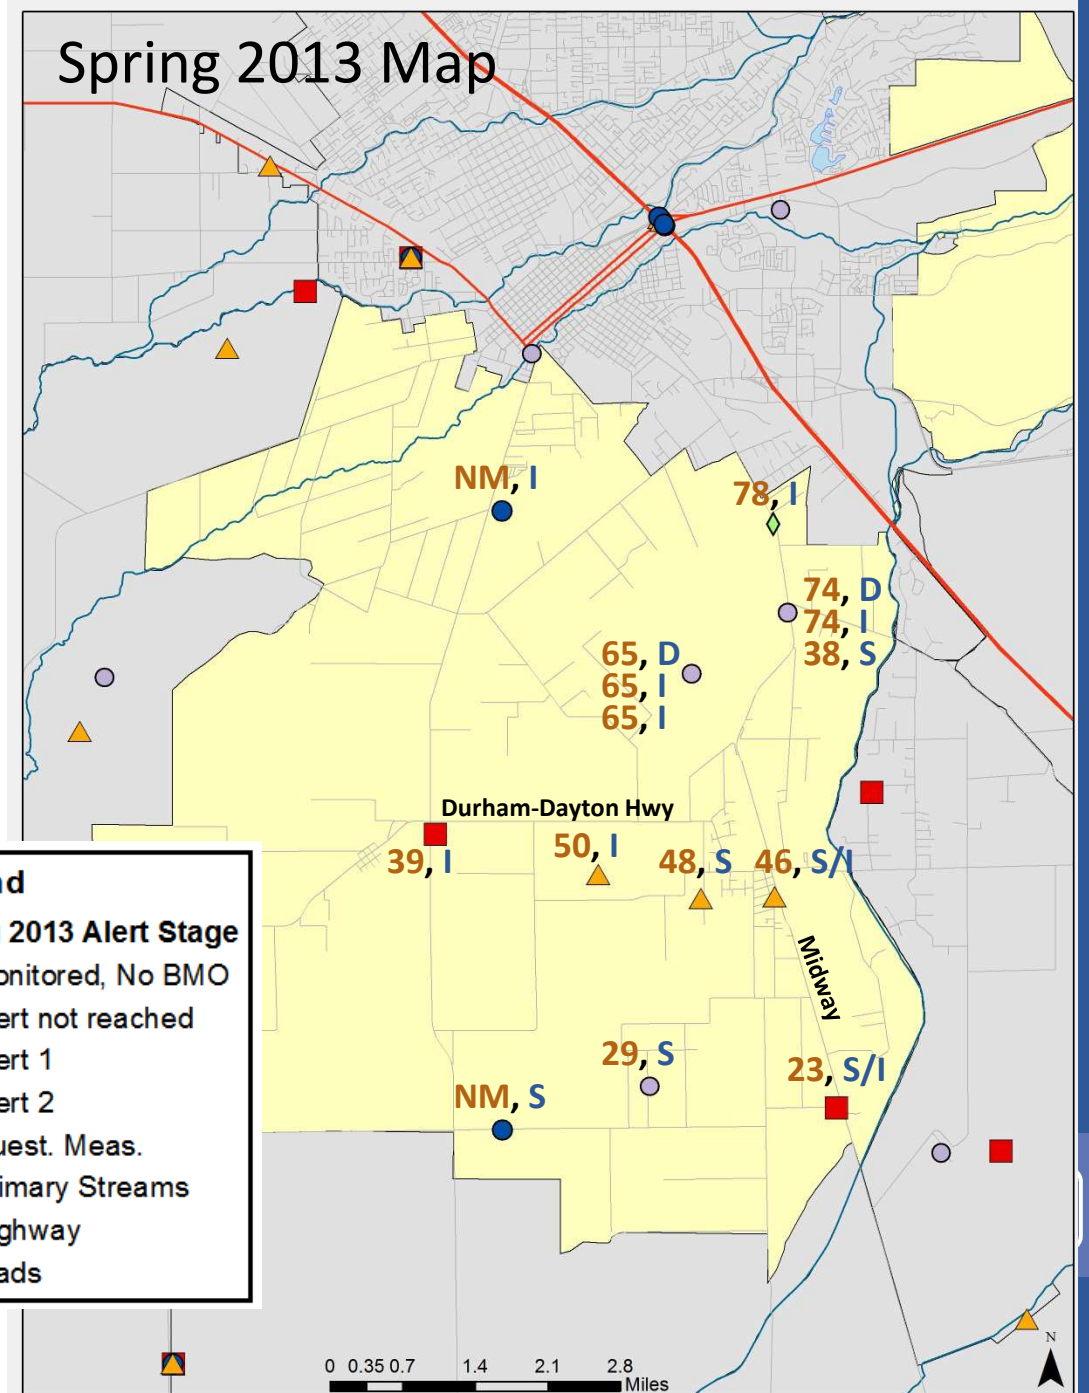 Spring 2013 Map
NM, I
78, I
74, D
74, I
38, S
65, D
65, I
65, I
Durham-Dayton Hwy
39, I
50, I
48, S
46, S/I
Midway
nd
2013 Alert Stage
onitored, No BMO
ert not reached
ert 1
ert 2
uest. Meas.
imary Streams
ghway
ads
29, S
23, S/I
NM, S
0 0.35 0.7 1.4 2.1 2.8
Miles
N